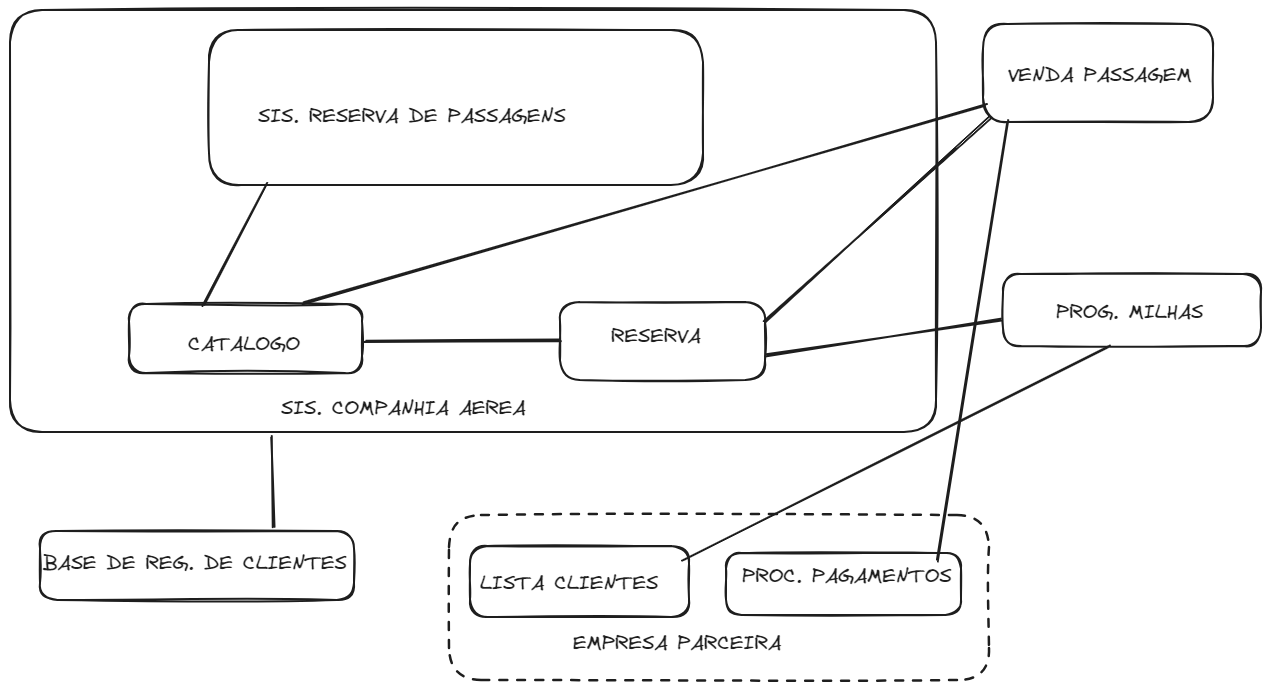 VENDA PASSAGEM
SIS. RESERVA DE PASSAGENS
PROG. MILHAS
CATALOGO
RESERVA
SIS. COMPANHIA AEREA
BASE DE REG. DE CLIENTES
LISTA CLIENTES
PROC. PAGAMENTOS
EMPRESA PARCEIRA